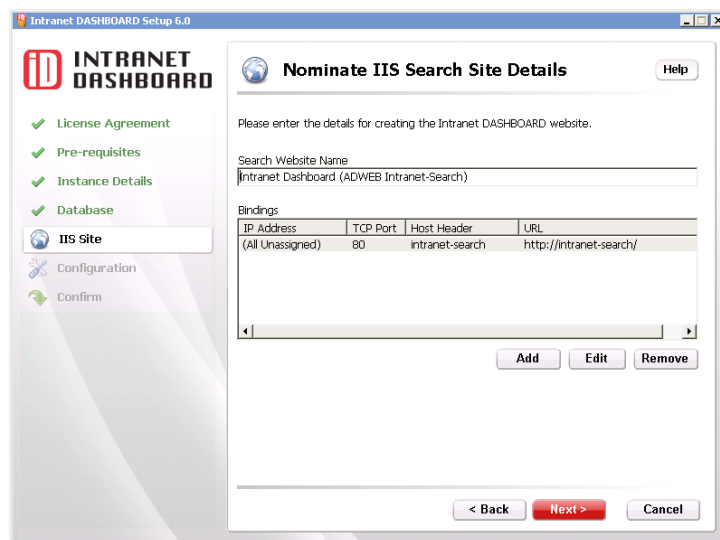 Intranet DASHBOARD Setup 6.0
iD INTRANET
DASHBOARD
License Agreement
Pre-requisites
Instance Details
Database
IIS Site
Configuration
Confirm
Nominate IIS Search Site Details
Help
Please enter the details for creating the Intranet DASHBOARD website.
Search Website Name
Intranet Dashboard (ADWEB Intranet-Search)
Bindings
IP Address TCP Port Host Header URL
(All Unassigned) 80 intranet-search http://intranet-search/
Add Edit Remove
< Back Next > Cancel